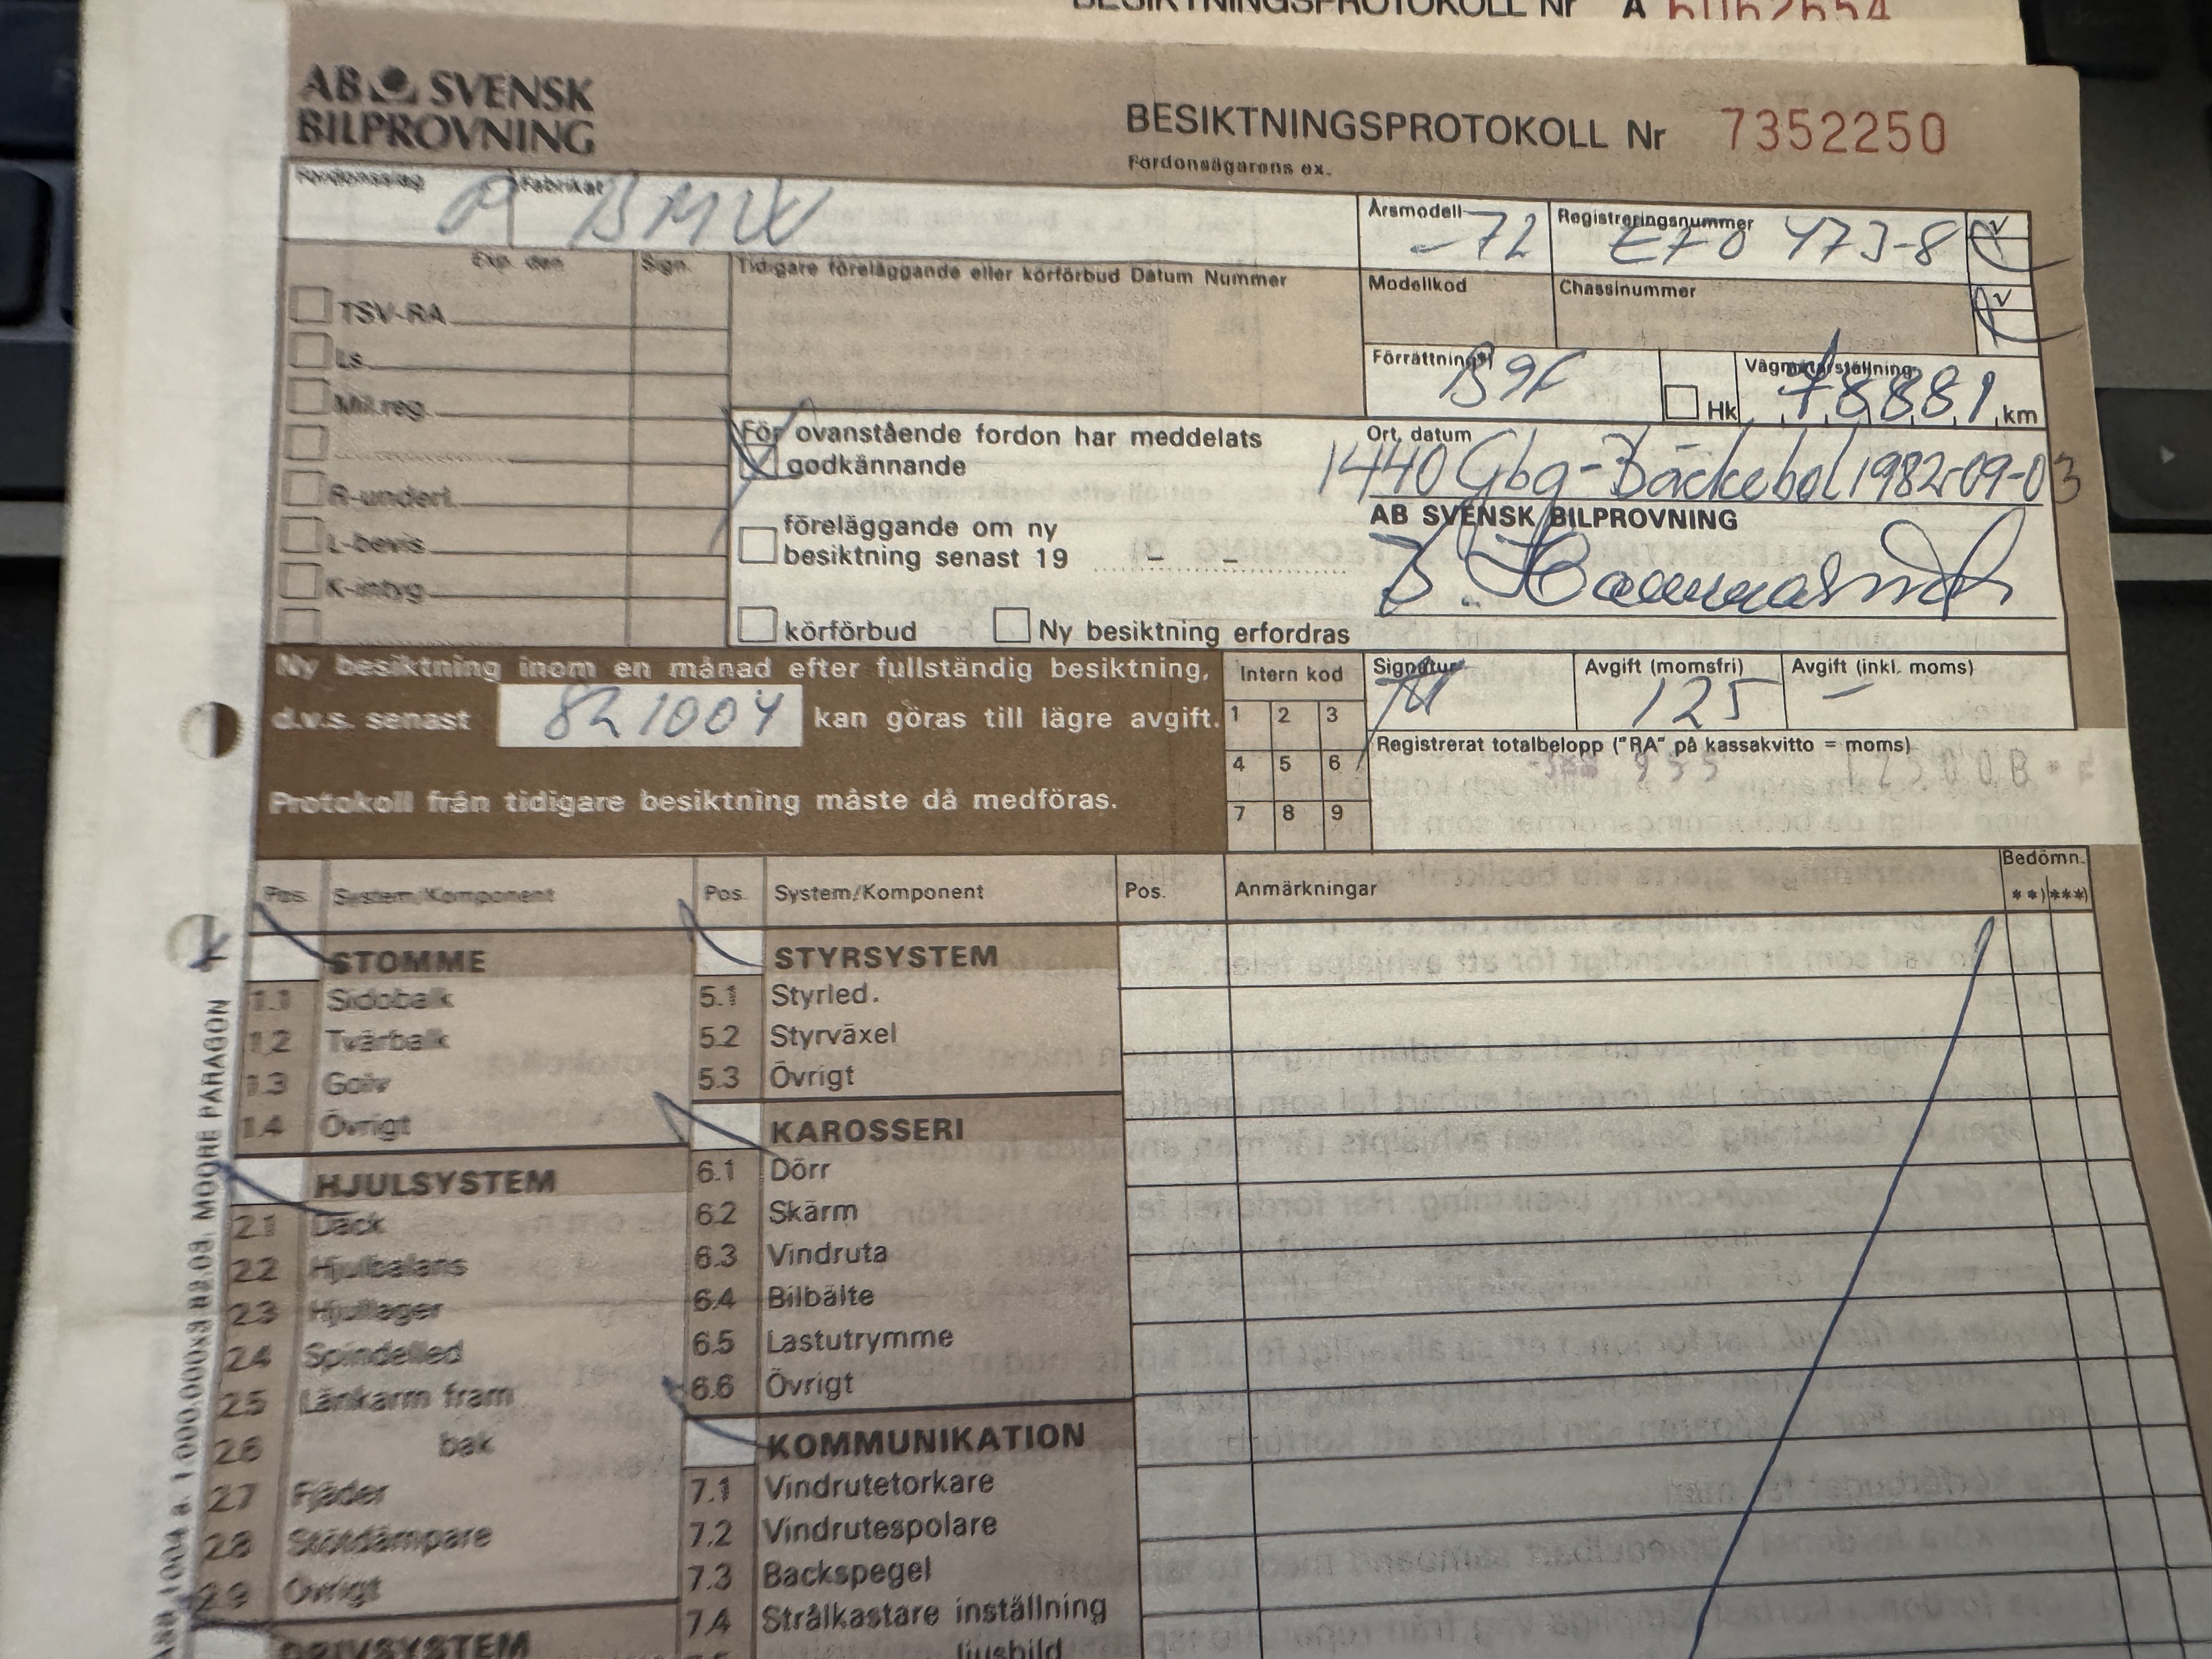 BESIKTNINGSPROTOKOLL Nr A 6062654
AB SVENSK
BILPROVNING
BESIKTNINGSPROTOKOLL Nr 7352250
Fordonsägarens ex.
Fordonsslag Fabrikat
P BMW
Årsmodell Registreringsnummer
-72 EFO 473-8
Exp. den Sign. Tidigare föreläggande eller körförbud Datum Nummer
Modellkod Chassinummer
TSV-RA
Ls
Mil.reg.
R-undert.
L-bevis
K-intyg
Förrättning Hk Vägmätarställning
78881 km
För ovanstående fordon har meddelats
godkännande
föreläggande om ny
besiktning senast 19 - -
körförbud Ny besiktning erfordras
Ort, datum
1440 Gbg-Bäckebol 1982-09-03
AB SVENSK BILPROVNING
Ny besiktning inom en månad efter fullständig besiktning,
d.v.s. senast 821004 kan göras till lägre avgift.
Protokoll från tidigare besiktning måste då medföras.
Intern kod
1 2 3
4 5 6
7 8 9
Signatur Avgift (momsfri) Avgift (inkl. moms)
125 -
Registrerat totalbelopp ("RA" på kassakvitto = moms)
Pos. System/Komponent
STOMME
1.1 Sidobalk
1.2 Tvärbalk
1.3 Golv
1.4 Övrigt
HJULSYSTEM
2.1 Däck
2.2 Hjulbalans
2.3 Hjullager
2.4 Spindelled
2.5 Länkarm fram
2.6 bak
2.7 Fjäder
2.8 Stötdämpare
2.9 Övrigt
DRIVSYSTEM
Pos. System/Komponent
STYRSYSTEM
5.1 Styrled.
5.2 Styrväxel
5.3 Övrigt
KAROSSERI
6.1 Dörr
6.2 Skärm
6.3 Vindruta
6.4 Bilbälte
6.5 Lastutrymme
6.6 Övrigt
KOMMUNIKATION
7.1 Vindrutetorkare
7.2 Vindrutespolare
7.3 Backspegel
7.4 Strålkastare inställning
ljusbild
Pos. Anmärkningar Bedömn.
**) ***)
MOORE PARAGON